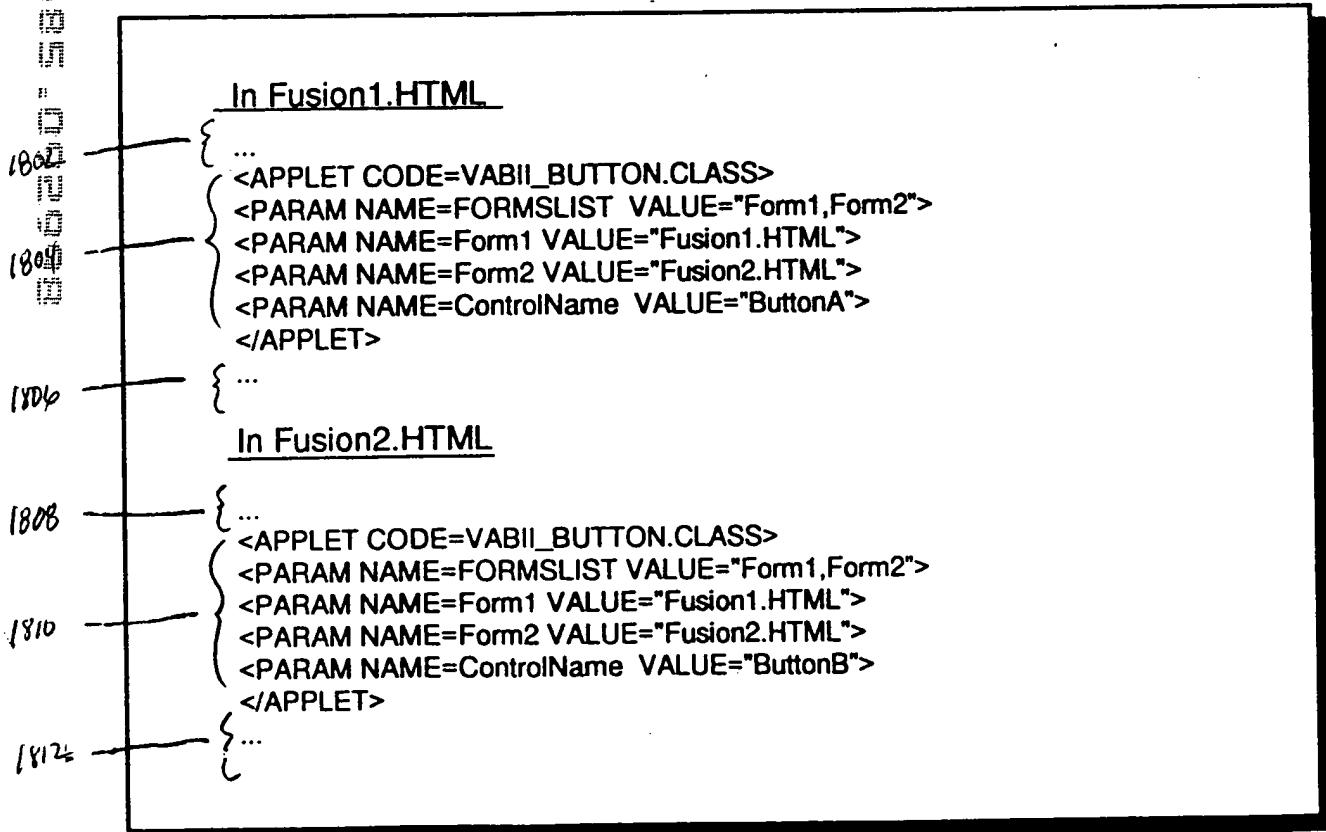 In Fusion1.HTML
1802 { ...
<APPLET CODE=VABII_BUTTON.CLASS>
<PARAM NAME=FORMSLIST VALUE="Form1,Form2">
<PARAM NAME=Form1 VALUE="Fusion1.HTML">
1804 <PARAM NAME=Form2 VALUE="Fusion2.HTML">
<PARAM NAME=ControlName VALUE="ButtonA">
</APPLET>
1806 { ...
In Fusion2.HTML
1808 { ...
<APPLET CODE=VABII_BUTTON.CLASS>
<PARAM NAME=FORMSLIST VALUE="Form1,Form2">
<PARAM NAME=Form1 VALUE="Fusion1.HTML">
1810 <PARAM NAME=Form2 VALUE="Fusion2.HTML">
<PARAM NAME=ControlName VALUE="ButtonB">
</APPLET>
1812 { ...